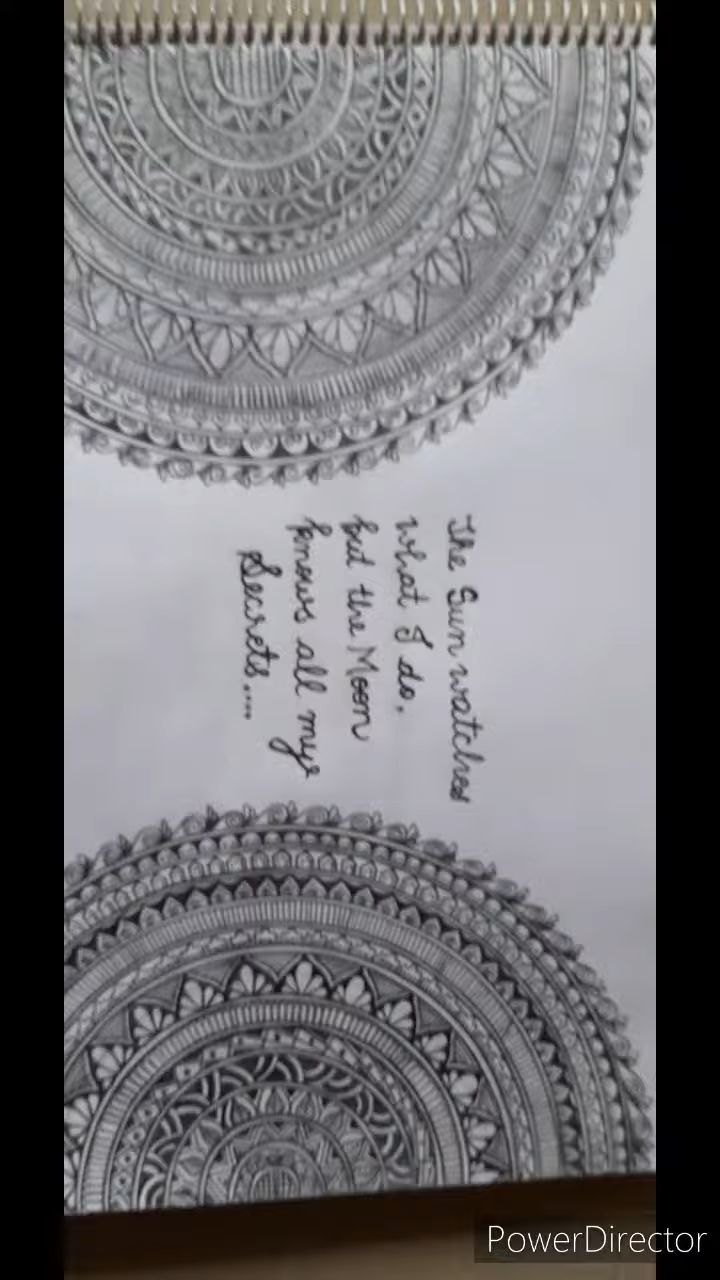 The Sun watches
what I do,
but the Moon
knows all my
Secrets....
PowerDirector